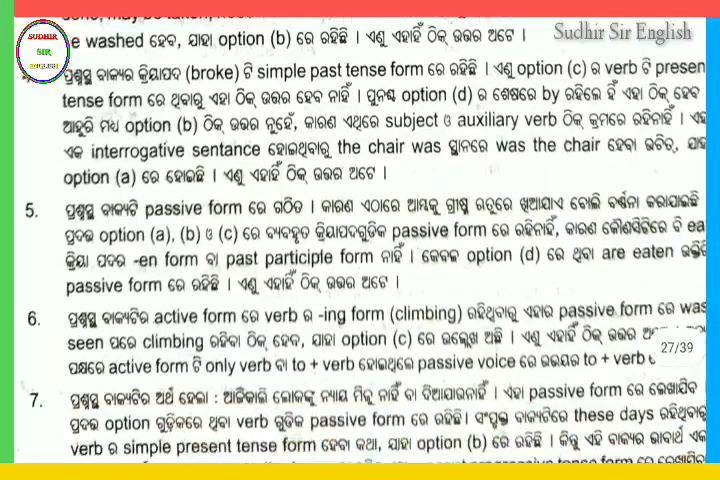 SUDHIR
SIR
ENGLISH
Sudhir Sir English
e washed ହେବ, ଯାହା option (b) ରେ ରହିଛି । ଏଣୁ ଏହାହିଁ ଠିକ୍ ଉତ୍ତର ଅଟେ ।
ପ୍ରଶ୍ନସ୍ଥ ବାକ୍ୟର କ୍ରିୟାପଦ (broke) ଟି simple past tense form ରେ ରହିଛି । ଏଣୁ option (c) ର verb ଟି presen
tense form ରେ ଥିବାରୁ ଏହା ଠିକ୍ ଉତ୍ତର ହେବ ନାହିଁ । ପୁନଶ୍ଚ option (d) ର ଶେଷରେ by ରହିଲେ ହିଁ ଏହା ଠିକ୍ ହେବ
ଆହୁରି ମଧ୍ୟ option (b) ଠିକ୍ ଉତ୍ତର ନୁହେଁ, କାରଣ ଏଥିରେ subject ଓ auxiliary verb ଠିକ୍ କ୍ରମରେ ରହିନାହିଁ । ଏହ
ଏକ interrogative sentance ହୋଇଥିବାରୁ the chair was ସ୍ଥାନରେ was the chair ହେବା ଉଚିତ୍, ଯାହ
option (a) ରେ ହୋଇଛି । ଏଣୁ ଏହାହିଁ ଠିକ୍ ଉତ୍ତର ଅଟେ ।
5. ପ୍ରଶ୍ନସ୍ଥ ବାକ୍ୟଟି passive form ରେ ଗଠିତ । କାରଣ ଏଠାରେ ଆମ୍ବକୁ ଗ୍ରୀଷ୍ମ ଋତୁରେ ଖିଆଯାଏ ବୋଲି ବର୍ଣ୍ଣନା କରାଯାଇଛି
ପ୍ରଦତ୍ତ option (a), (b) ଓ (c) ରେ ବ୍ୟବହୃତ କ୍ରିୟାପଦଗୁଡିକ passive form ରେ ରହିନାହିଁ, କାରଣ କୌଣସିଟିରେ ବି ea
କ୍ରିୟା ପଦର -en form ବା past participle form ନାହିଁ । କେବଳ option (d) ରେ ଥିବା are eaten ଉକ୍ତିଟି
passive form ରେ ରହିଛି । ଏଣୁ ଏହାହିଁ ଠିକ୍ ଉତ୍ତର ଅଟେ ।
6. ପ୍ରଶ୍ନସ୍ଥ ବାକ୍ୟଟିର active form ରେ verb ର -ing form (climbing) ରହିଥିବାରୁ ଏହାର passive form ରେ was
seen ପରେ climbing ରହିବା ଠିକ୍ ହେବ, ଯାହା option (c) ରେ ଉଲ୍ଲେଖ ଅଛି । ଏଣୁ ଏହାହିଁ ଠିକ୍ ଉତ୍ତର
ପକ୍ଷରେ active form ଟି only verb ବା to + verb ହୋଇଥିଲେ passive voice ରେ ଉଭୟର to + verb
27/39
7. ପ୍ରଶ୍ନସ୍ଥ ବାକ୍ୟଟିର ଅର୍ଥ ହେଲା : ଆଜିକାଲି ଲୋକଙ୍କୁ ନ୍ୟାୟ ମିଳୁ ନାହିଁ ବା ଦିଆଯାଉନାହିଁ । ଏହା passive form ରେ ଲେଖାଯିବ ।
ପ୍ରଦତ୍ତ option ଗୁଡ଼ିକରେ ଥିବା verb ଗୁଡିକ passive form ରେ ରହିଛି । ସଂପୃକ୍ତ ବାକ୍ୟଟିରେ these days ରହିଥିବାରୁ
verb ର simple present tense form ହେବା କଥା, ଯାହା option (b) ରେ ରହିଛି । କିନ୍ତୁ ଏହି ବାକ୍ୟର ଭାବାର୍ଥ ଏକ